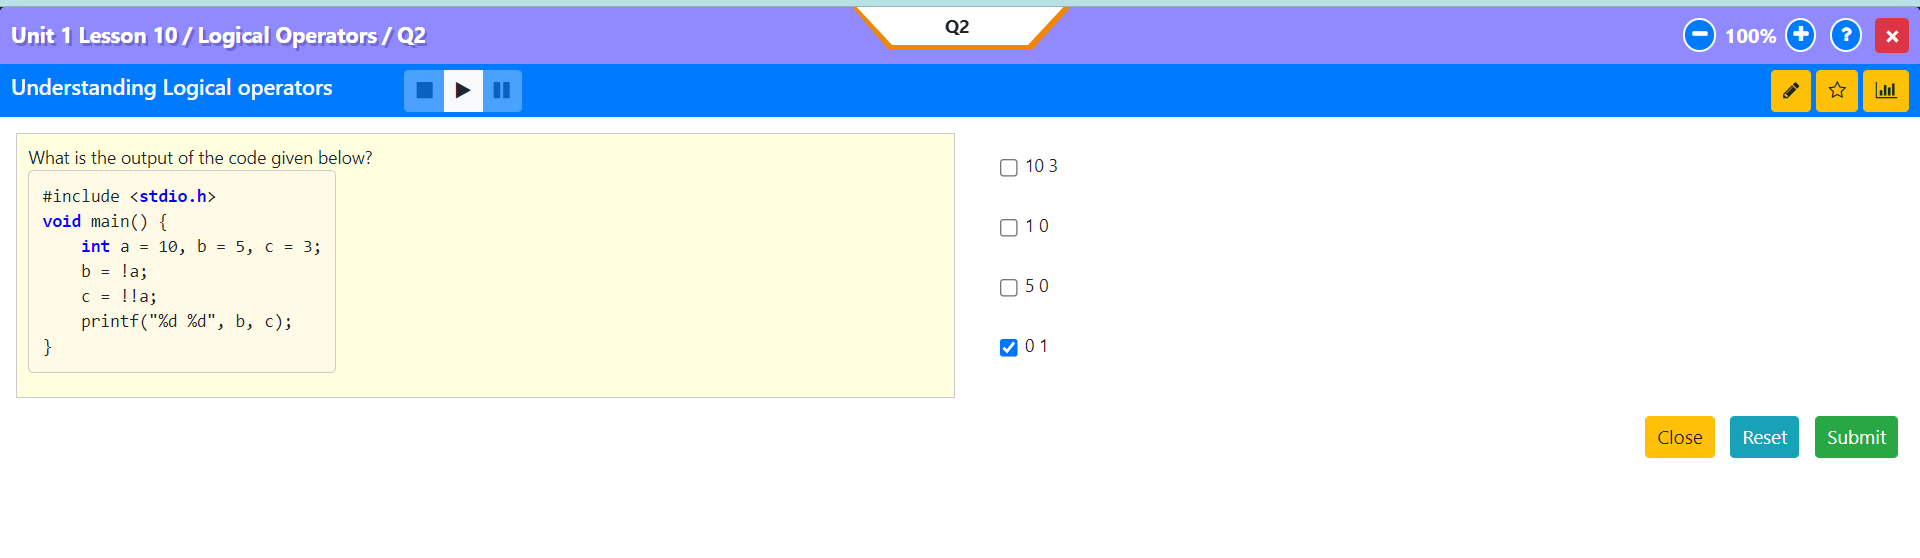 Unit 1 Lesson 10 / Logical Operators / Q2
Q2
100%
?
Understanding Logical operators
What is the output of the code given below?
#include <stdio.h>
void main() {
    int a = 10, b = 5, c = 3;
    b = !a;
    c = !!a;
    printf("%d %d", b, c);
}
10 3
1 0
5 0
0 1
Close Reset Submit